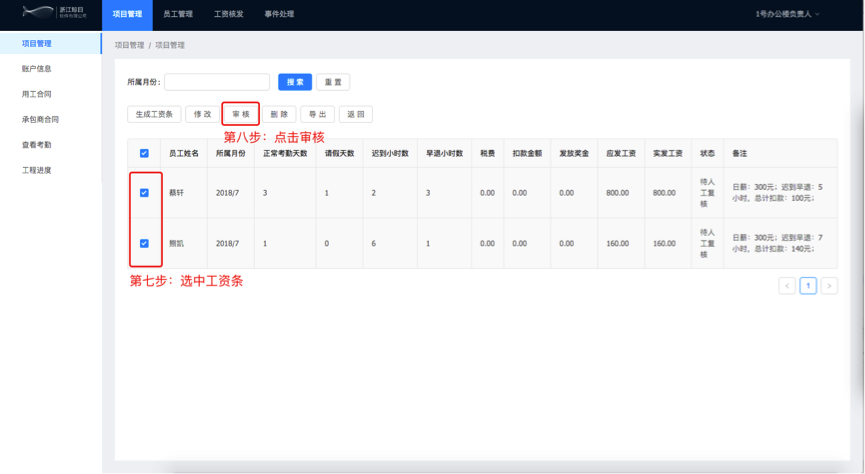 浙江脸目
软件有限公司
项目管理 员工管理 工资核发 事件处理 1号办公楼负责人
项目管理
账户信息
用工合同
承包商合同
查看考勤
工程进度
项目管理 / 项目管理
所属月份: 搜索 重置
生成工资条 修改 审核 删除 导出 返回
第八步：点击审核
员工姓名 所属月份 正常考勤天数 请假天数 迟到小时数 早退小时数 税费 扣款金额 发放奖金 应发工资 实发工资 状态 备注
蔡轩 2018/7 3 1 2 3 0.00 0.00 0.00 800.00 800.00 待人工复核 日薪：300元；迟到早退：5小时，总计扣款：100元；
熊凯 2018/7 1 0 6 1 0.00 0.00 0.00 160.00 160.00 待人工复核 日薪：300元；迟到早退：7小时，总计扣款：140元；
第七步：选中工资条
< 1 >